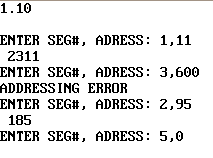 1.10
ENTER SEG#, ADRESS: 1,11
2311
ENTER SEG#, ADRESS: 3,600
ADDRESSING ERROR
ENTER SEG#, ADRESS: 2,95
185
ENTER SEG#, ADRESS: 5,0